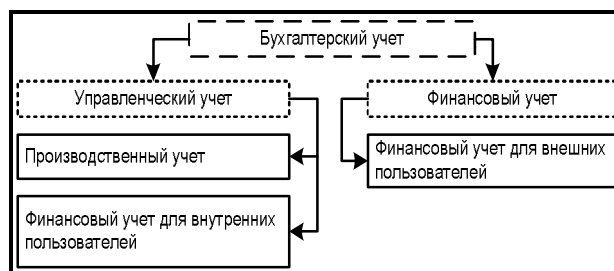 Бухгалтерский учет
Управленческий учет
Финансовый учет
Производственный учет
Финансовый учет для внешних
пользователей
Финансовый учет для внутренних
пользователей